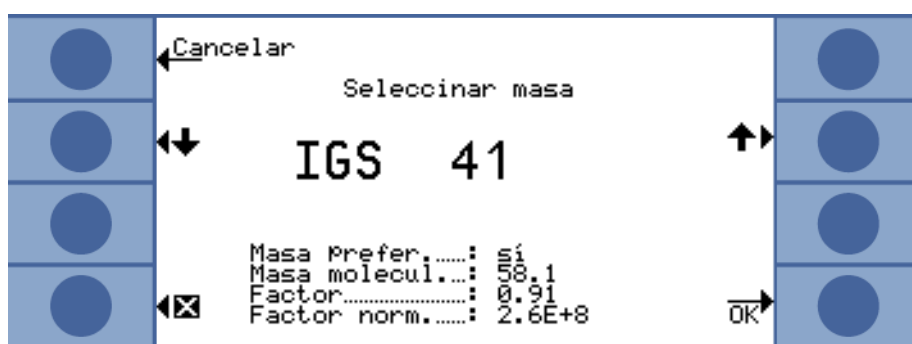 Cancelar
Seleccinar masa
IGS 41
Masa Prefer......: sí
Masa molecul...: 58.1
Factor....................: 0.91
Factor norm......: 2.6E+8
OK